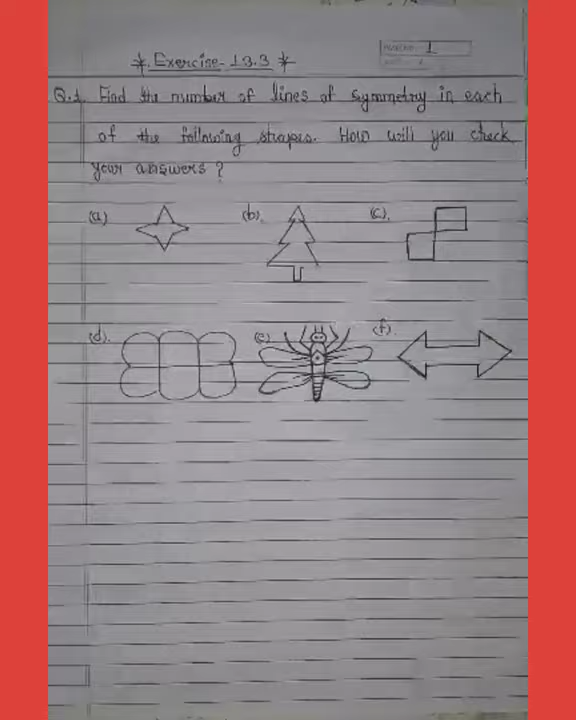 *. Exercise- 13.3 *
1
Q.1. Find the number of lines of symmetry in each
of the following shapes. How will you check
your answers ?
(a) (b). (c).
(d). (e). (f).